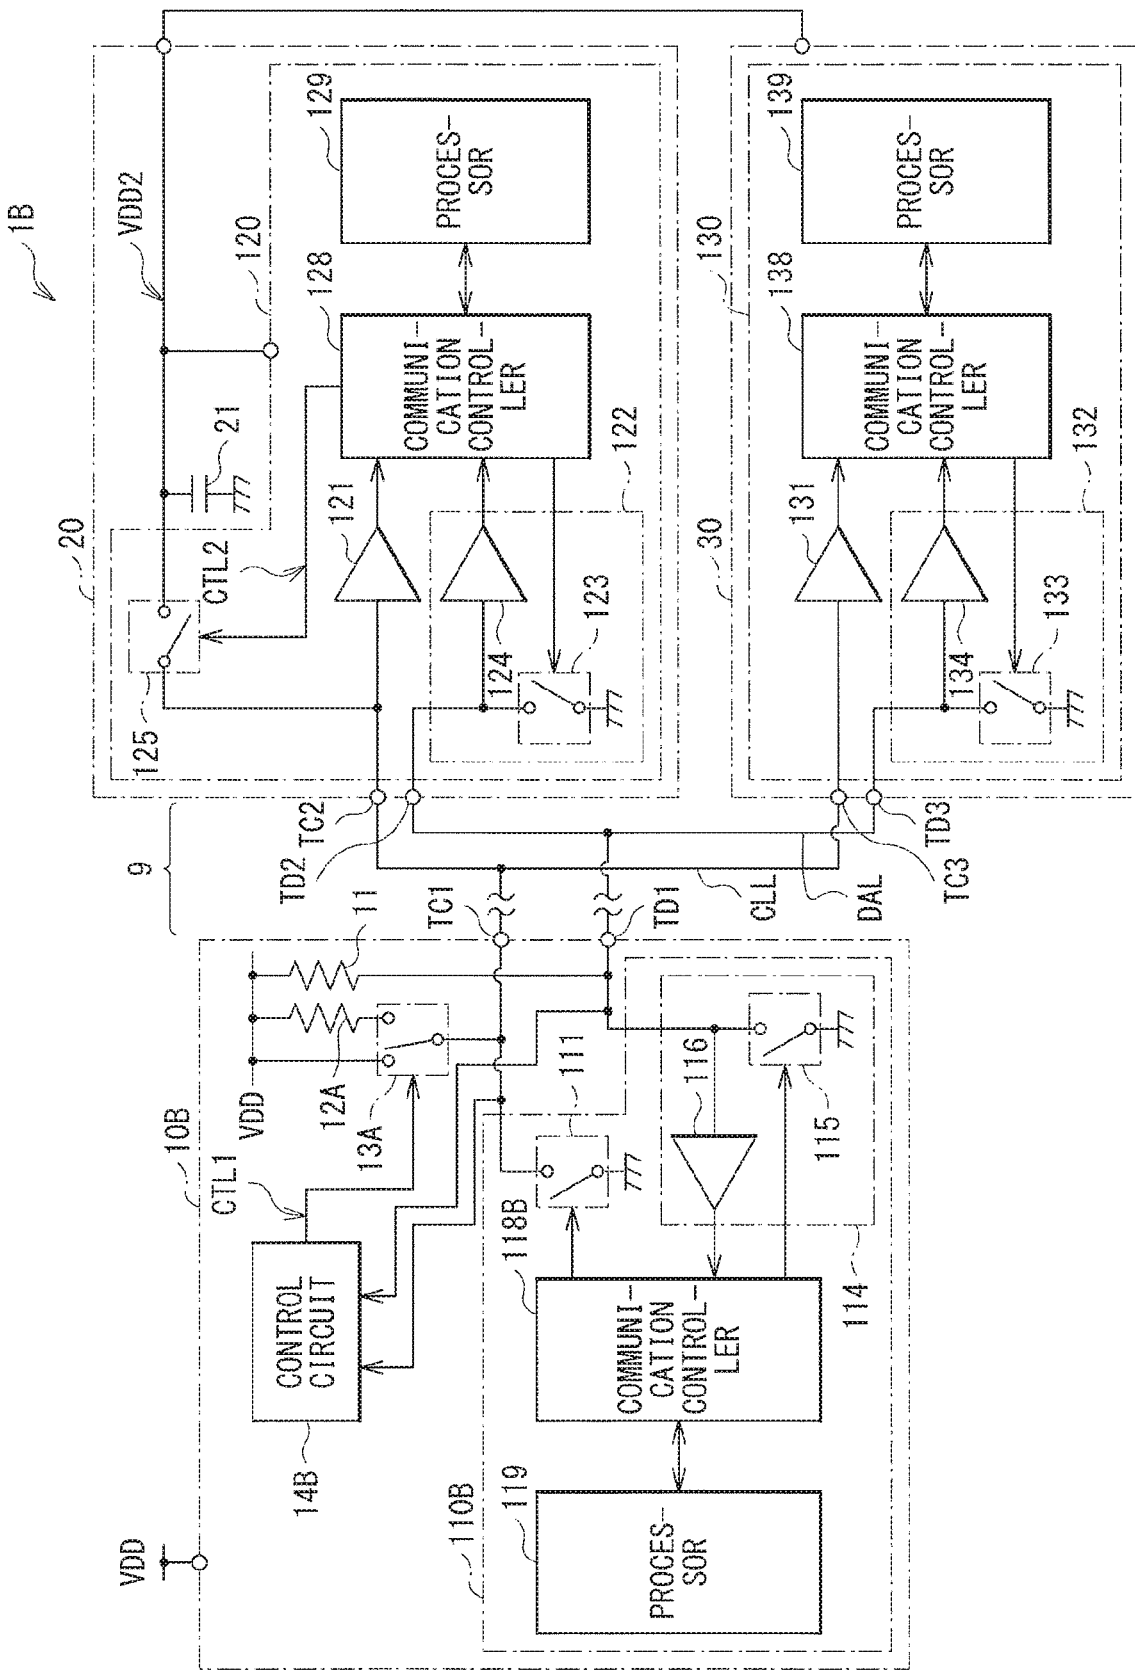 1B
VDD
10B
CTL1
CONTROL
CIRCUIT
14B
VDD
12A
11
13A
110B
119
PROCES-
SOR
118B
COMMUNI-
CATION
CONTROL-
LER
111
116
115
114
TC1
TD1
9
TC2
TD2
CLL
DAL
TC3
TD3
20
125
CTL2
21
VDD2
120
121
128
COMMUNI-
CATION
CONTROL-
LER
129
PROCES-
SOR
124
123
122
30
130
131
138
COMMUNI-
CATION
CONTROL-
LER
139
PROCES-
SOR
134
133
132